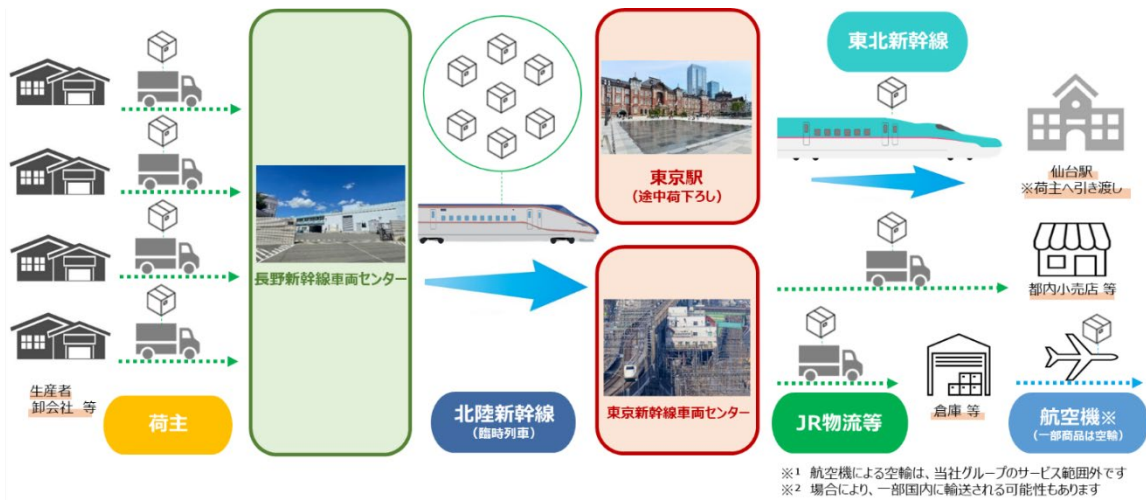 生産者
卸会社 等
荷主
長野新幹線車両センター
北陸新幹線
(臨時列車)
東京駅
(途中荷下ろし)
東京新幹線車両センター
東北新幹線
仙台駅
※荷主へ引き渡し
都内小売店 等
JR物流等
倉庫 等
航空機※
(一部商品は空輸)
※1 航空機による空輸は、当社グループのサービス範囲外です
※2 場合により、一部国内に輸送される可能性もあります